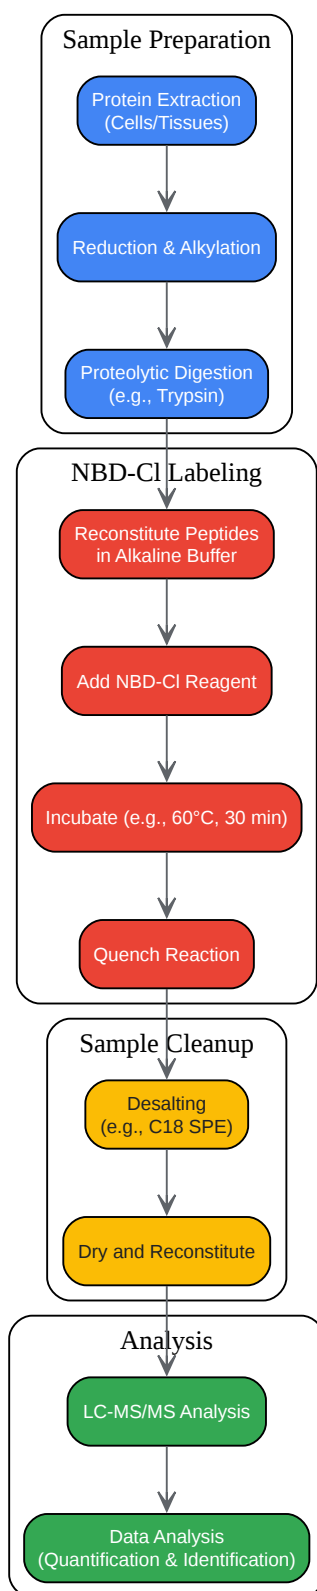 Sample Preparation
Protein Extraction
(Cells/Tissues)
Reduction & Alkylation
Proteolytic Digestion
(e.g., Trypsin)
NBD-Cl Labeling
Reconstitute Peptides
in Alkaline Buffer
Add NBD-Cl Reagent
Incubate (e.g., 60°C, 30 min)
Quench Reaction
Sample Cleanup
Desalting
(e.g., C18 SPE)
Dry and Reconstitute
Analysis
LC-MS/MS Analysis
Data Analysis
(Quantification & Identification)